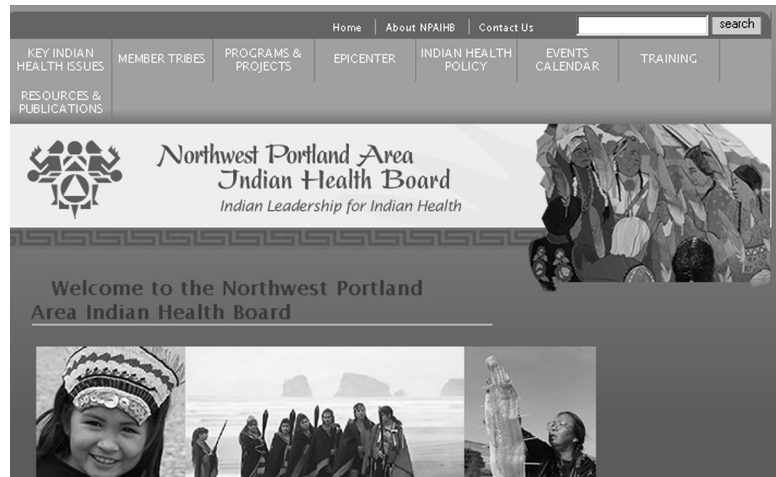 Home
About NPAIHB
Contact Us
search
KEY INDIAN
HEALTH ISSUES
MEMBER TRIBES
PROGRAMS &
PROJECTS
EPICENTER
INDIAN HEALTH
POLICY
EVENTS
CALENDAR
TRAINING
RESOURCES &
PUBLICATIONS
Northwest Portland Area
Indian Health Board
Indian Leadership for Indian Health
Welcome to the Northwest Portland
Area Indian Health Board